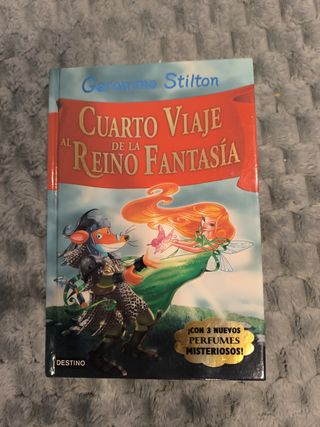 Geronimo Stilton
CUARTO VIAJE
AL REINO DE LA FANTASÍA
¡CON 3 NUEVOS
PERFUMES
MISTERIOSOS!
DESTINO